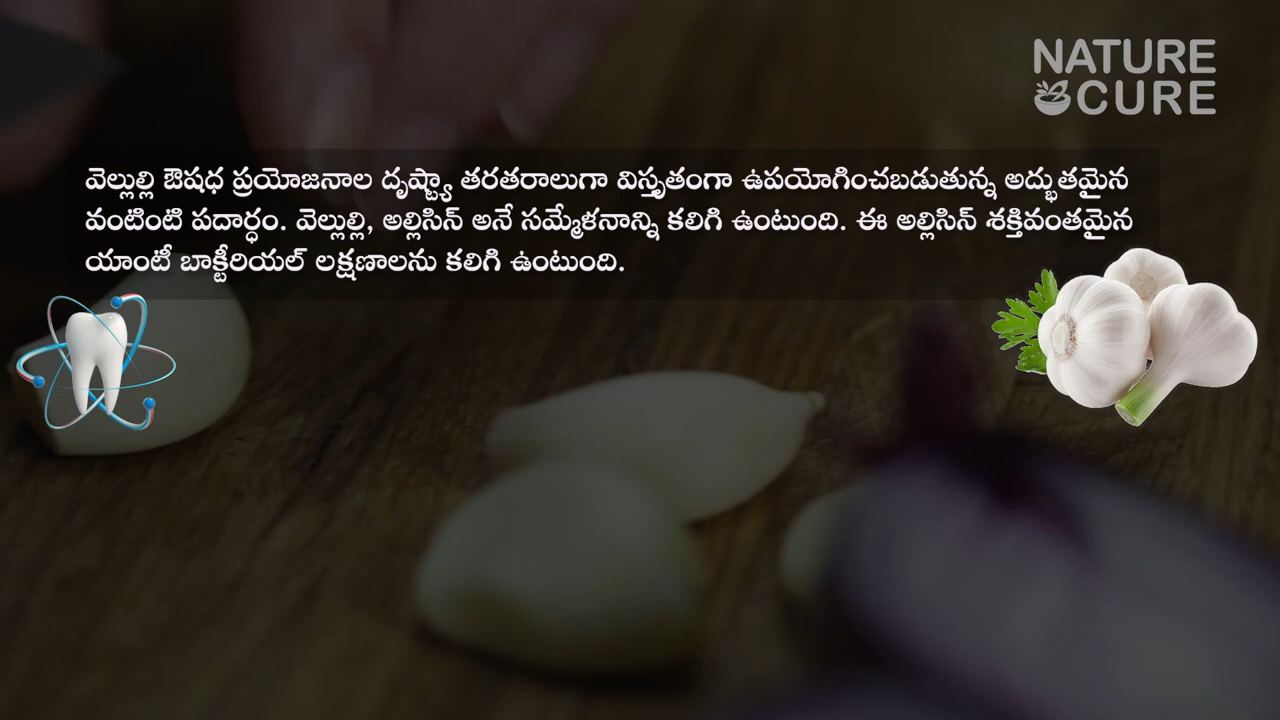 NATURE
CURE
వెల్లుల్లి ఔషధ ప్రయోజనాల దృష్ట్యా తరతరాలుగా విస్తృతంగా ఉపయోగించబడుతున్న అద్భుతమైన
వంటింటి పదార్ధం. వెల్లుల్లి, అల్లిసిన్ అనే సమ్మేళనాన్ని కలిగి ఉంటుంది. ఈ అల్లిసిన్ శక్తివంతమైన
యాంటీ బాక్టీరియల్ లక్షణాలను కలిగి ఉంటుంది.